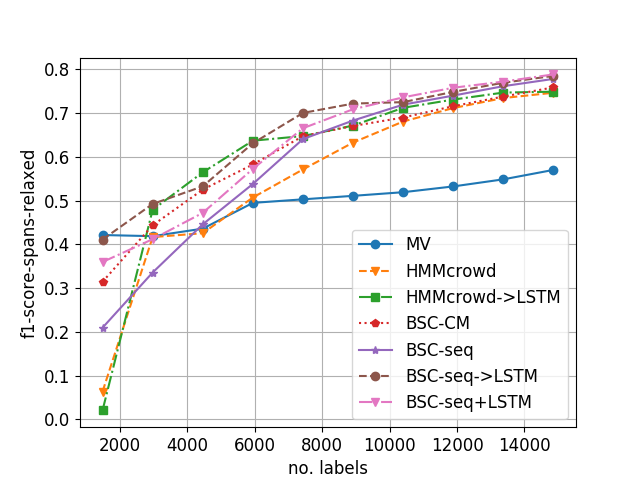 0.8
0.7
0.6
0.5
0.4
0.3
0.2
0.1
0.0
f1-score-spans-relaxed
MV
HMMcrowd
HMMcrowd->LSTM
BSC-CM
BSC-seq
BSC-seq->LSTM
BSC-seq+LSTM
2000 4000 6000 8000 10000 12000 14000
no. labels